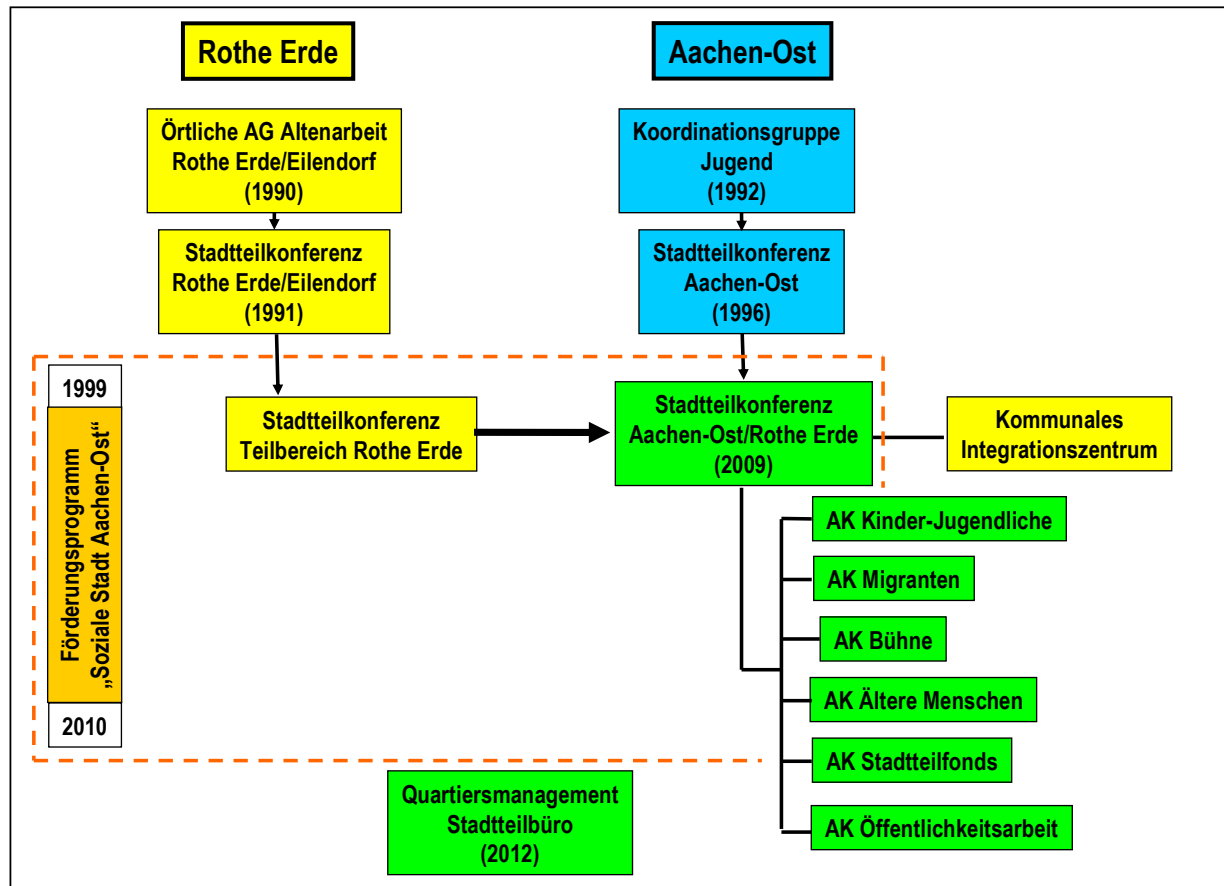 Rothe Erde
Aachen-Ost
Örtliche AG Altenarbeit
Rothe Erde/Eilendorf
(1990)
Koordinationsgruppe
Jugend
(1992)
Stadtteilkonferenz
Rothe Erde/Eilendorf
(1991)
Stadtteilkonferenz
Aachen-Ost
(1996)
1999
Förderungsprogramm
„Soziale Stadt Aachen-Ost“
2010
Stadtteilkonferenz
Teilbereich Rothe Erde
Stadtteilkonferenz
Aachen-Ost/Rothe Erde
(2009)
Kommunales
Integrationszentrum
AK Kinder-Jugendliche
AK Migranten
AK Bühne
AK Ältere Menschen
AK Stadtteilfonds
AK Öffentlichkeitsarbeit
Quartiersmanagement
Stadtteilbüro
(2012)